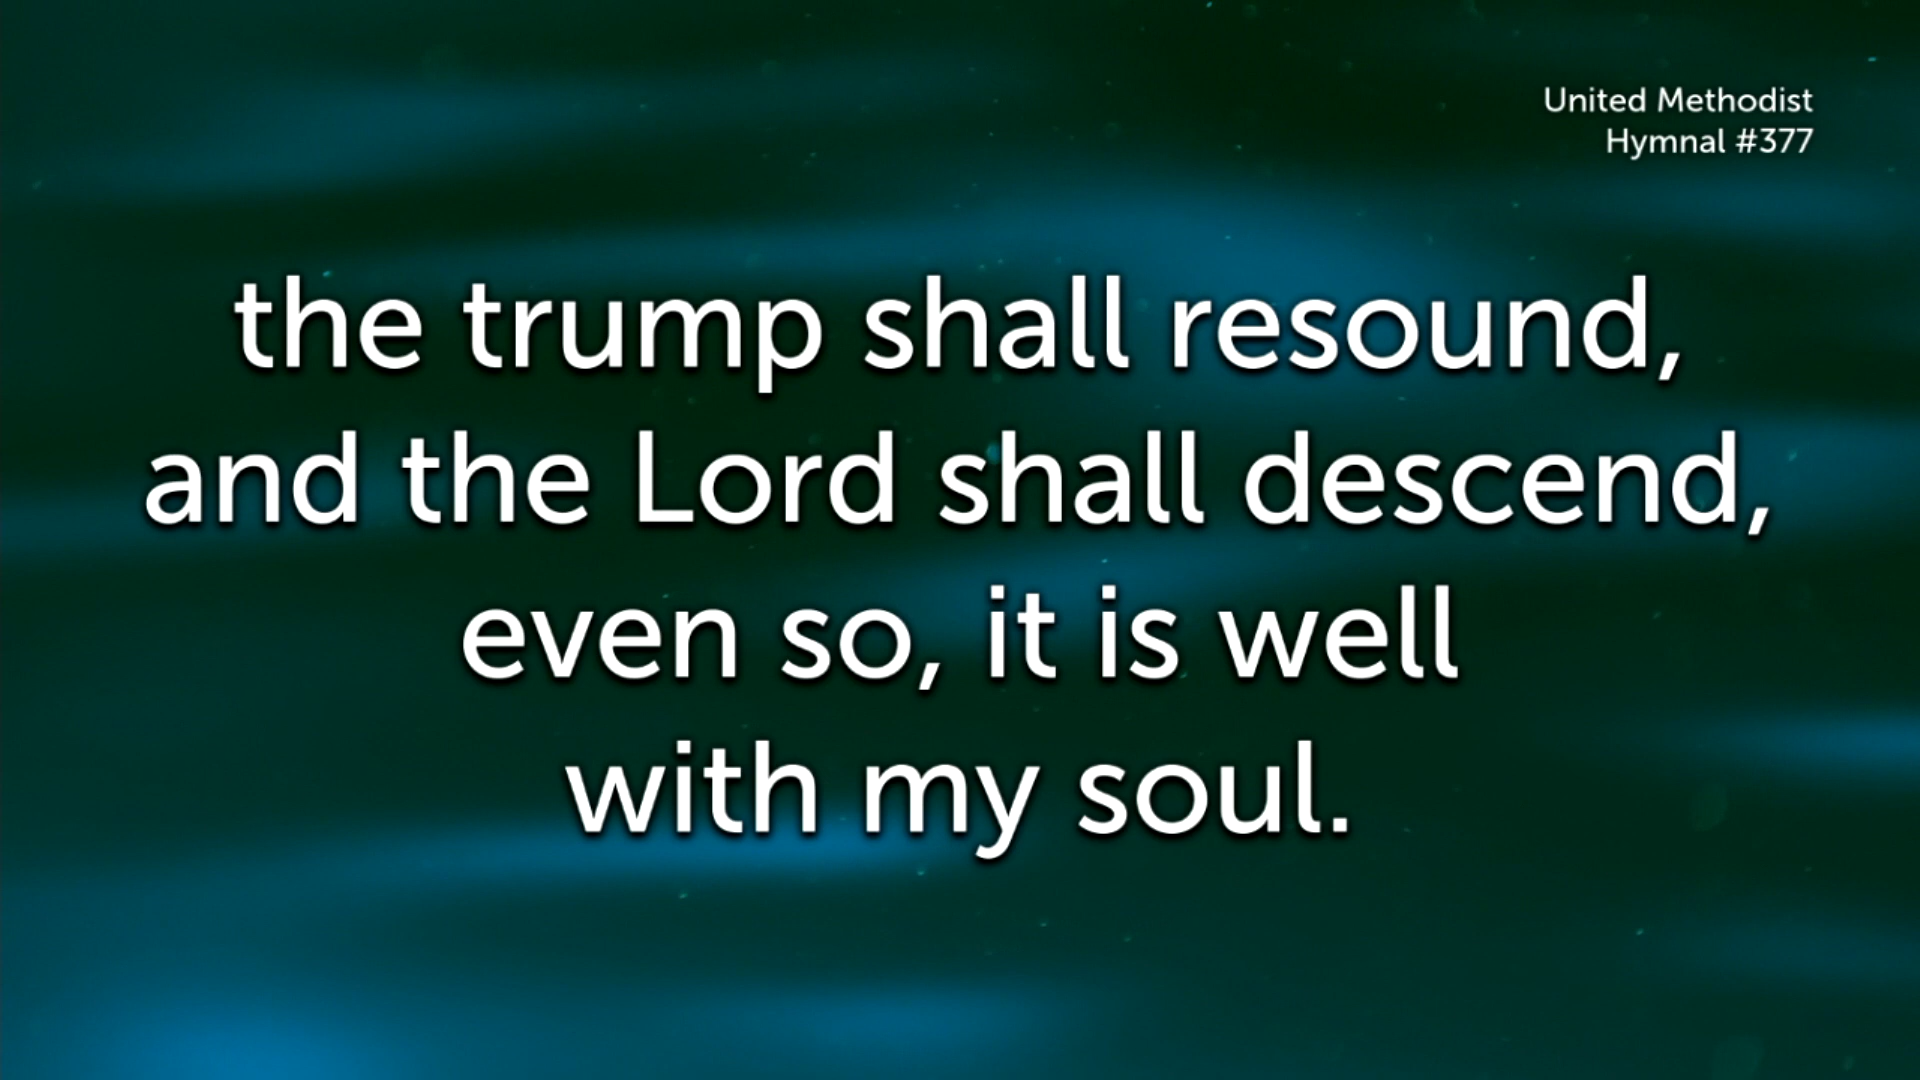 United Methodist
Hymnal #377
the trump shall resound,
and the Lord shall descend,
even so, it is well
with my soul.